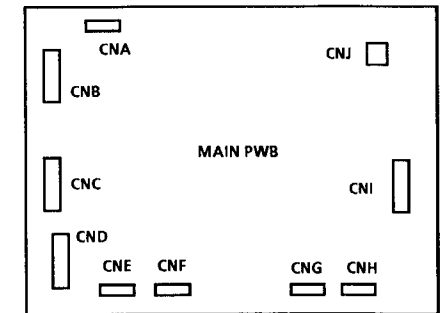 CNA
CNJ
CNB
MAIN PWB
CNC
CNI
CND
CNE CNF CNG CNH